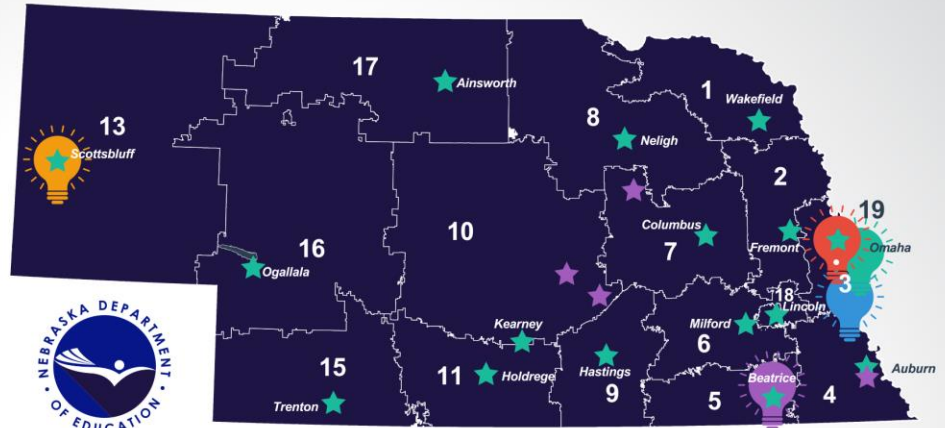 17
Ainsworth
1
Wakefield
13
Scottsbluff
8
Neligh
2
19
Omaha
10
Columbus
7
Fremont
16
Ogallala
3
18
Lincoln
Milford
6
Kearney
NEBRASKA DEPARTMENT
OF EDUCATION
15
Trenton
11
Holdrege
Hastings
9
Beatrice
5
4
Auburn